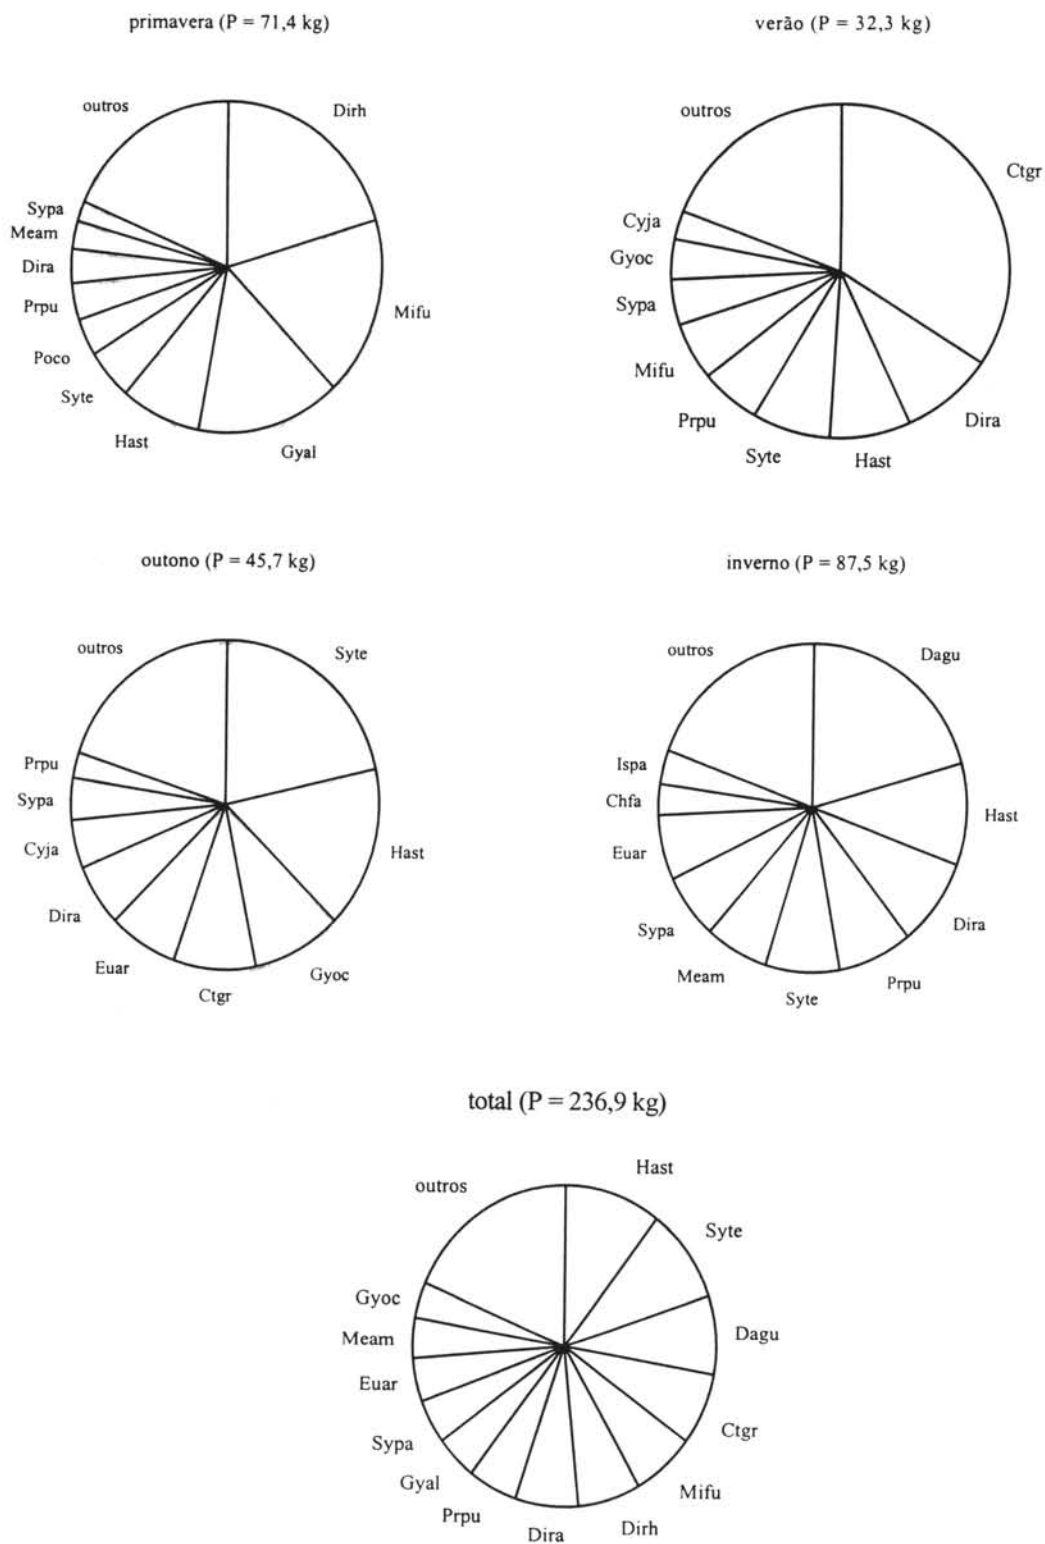 primavera (P = 71,4 kg)
outros
Dirh
Sypa
Meam
Dira
Prpu
Poco
Syte
Hast
Gyal
Mifu
verão (P = 32,3 kg)
outros
Ctgr
Cyja
Gyoc
Sypa
Mifu
Prpu
Syte
Hast
Dira
outono (P = 45,7 kg)
outros
Syte
Prpu
Sypa
Cyja
Dira
Euar
Ctgr
Gyoc
Hast
inverno (P = 87,5 kg)
outros
Dagu
Ispa
Chfa
Euar
Sypa
Meam
Syte
Prpu
Dira
Hast
total (P = 236,9 kg)
outros
Hast
Syte
Gyoc
Meam
Euar
Sypa
Gyal
Prpu
Dira
Dirh
Mifu
Ctgr
Dagu